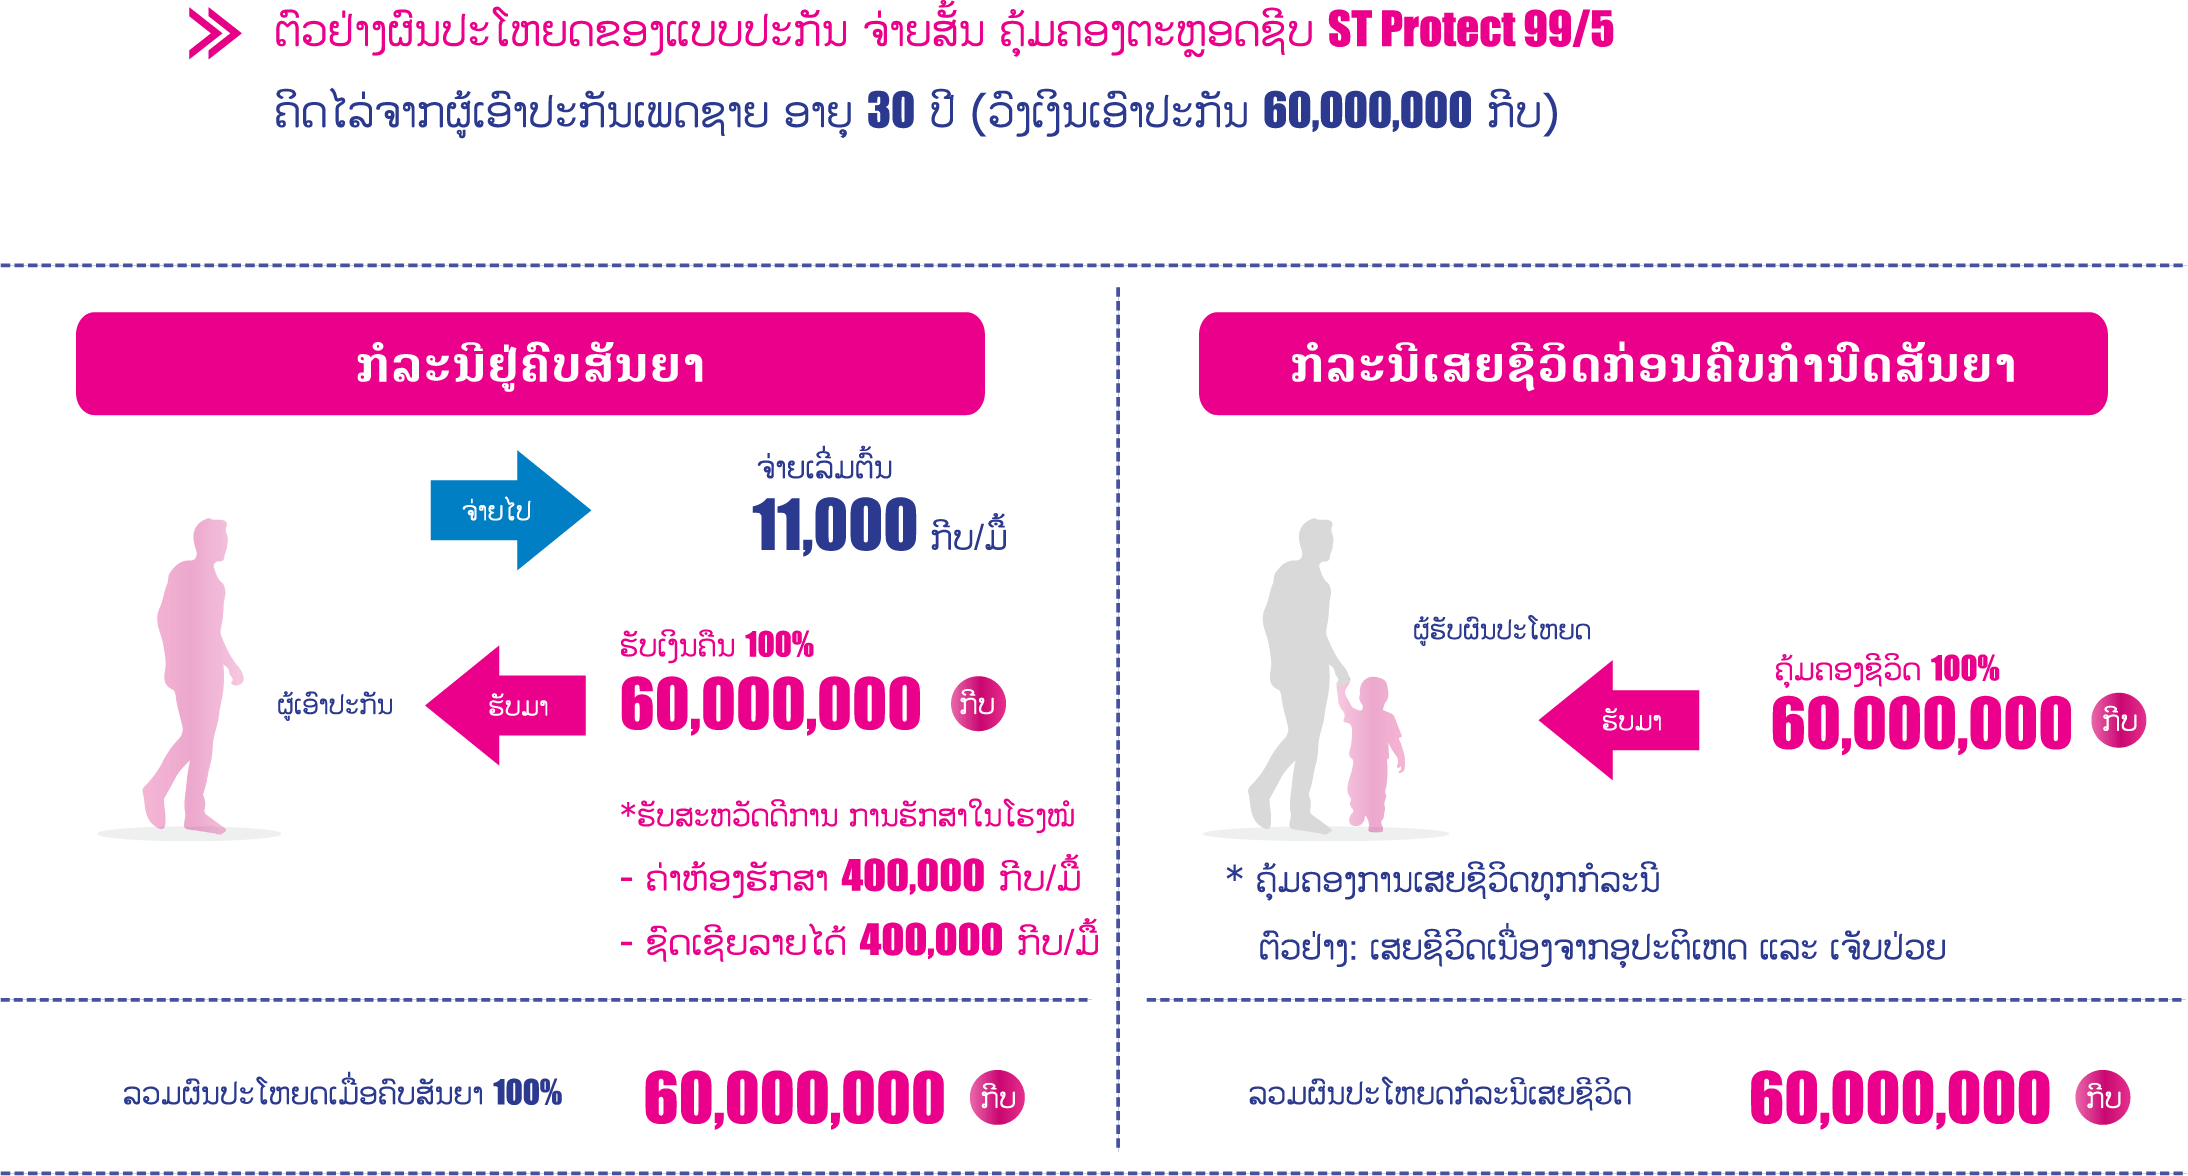 ຕົວຢ່າງຜົນປະໂຫຍດຂອງແບບປະກັນ ຈ່າຍສັ້ນ ຄຸ້ມຄອງຕະຫຼອດຊີບ ST Protect 99/5
ຄິດໄລ່ຈາກຜູ້ເອົາປະກັນເພດຊາຍ ອາຍຸ 30 ປີ (ວົງເງິນເອົາປະກັນ 60,000,000 ກີບ)
ກໍລະນີຢູ່ຄົບສັນຍາ
ຈ່າຍເລີ່ມຕົ້ນ
ຈ່າຍໄປ
11,000 ກີບ/ມື້
ຮັບເງິນຄືນ 100%
ຜູ້ເອົາປະກັນ
ຮັບມາ
60,000,000 ກີບ
*ຮັບສະຫວັດດີການ ການຮັກສາໃນໂຮງໝໍ
- ຄ່າຫ້ອງຮັກສາ 400,000 ກີບ/ມື້
- ຊົດເຊີຍລາຍໄດ້ 400,000 ກີບ/ມື້
ລວມຜົນປະໂຫຍດເມື່ອຄົບສັນຍາ 100%
60,000,000 ກີບ
ກໍລະນີເສຍຊີວິດກ່ອນຄົບກຳນົດສັນຍາ
ຜູ້ຮັບຜົນປະໂຫຍດ
ຄຸ້ມຄອງຊີວິດ 100%
ຮັບມາ
60,000,000 ກີບ
* ຄຸ້ມຄອງການເສຍຊີວິດທຸກກໍລະນີ
ຕົວຢ່າງ: ເສຍຊີວິດເນື່ອງຈາກອຸປະຕິເຫດ ແລະ ເຈັບປ່ວຍ
ລວມຜົນປະໂຫຍດກໍລະນີເສຍຊີວິດ
60,000,000 ກີບ